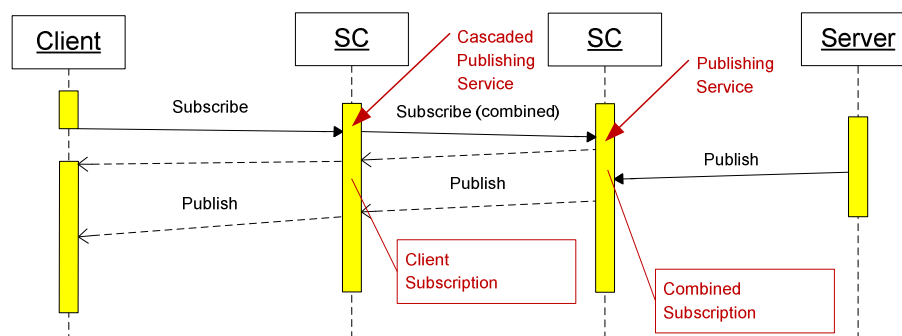 Client
SC
SC
Server
Cascaded
Publishing
Service
Publishing
Service
Subscribe
Subscribe (combined)
Publish
Publish
Publish
Client
Subscription
Combined
Subscription